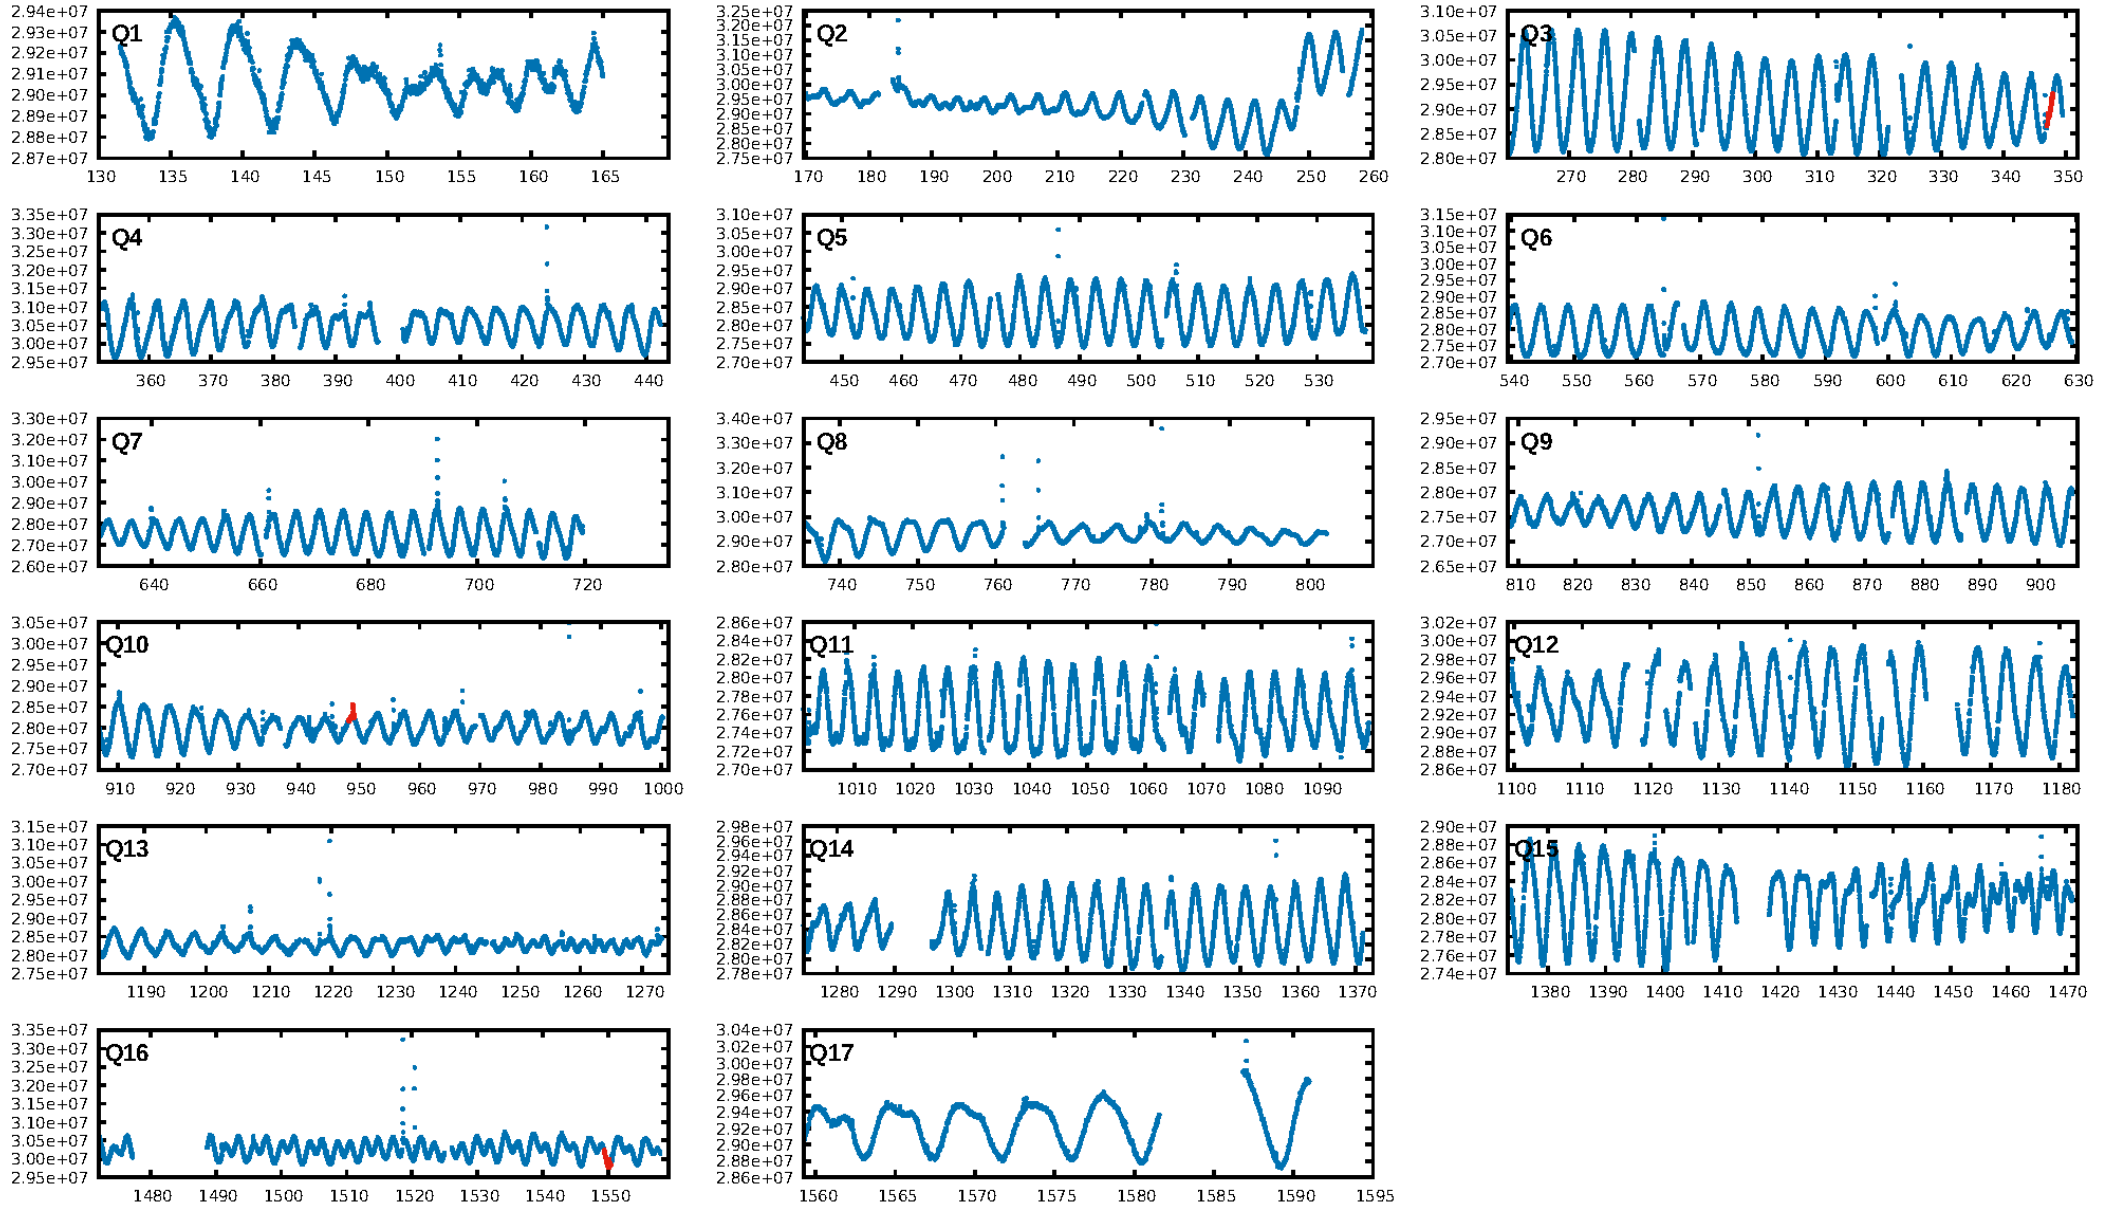 2.94e+07
2.93e+07
2.92e+07
2.91e+07
2.90e+07
2.89e+07
2.88e+07
2.87e+07
Q1
130 135 140 145 150 155 160 165
3.25e+07
3.20e+07
3.15e+07
3.10e+07
3.05e+07
3.00e+07
2.95e+07
2.90e+07
2.85e+07
2.80e+07
2.75e+07
Q2
170 180 190 200 210 220 230 240 250 260
3.10e+07
3.05e+07
3.00e+07
2.95e+07
2.90e+07
2.85e+07
2.80e+07
Q3
270 280 290 300 310 320 330 340 350
3.35e+07
3.30e+07
3.25e+07
3.20e+07
3.15e+07
3.10e+07
3.05e+07
3.00e+07
2.95e+07
Q4
360 370 380 390 400 410 420 430 440
3.10e+07
3.05e+07
3.00e+07
2.95e+07
2.90e+07
2.85e+07
2.80e+07
2.75e+07
2.70e+07
Q5
450 460 470 480 490 500 510 520 530
3.15e+07
3.10e+07
3.05e+07
3.00e+07
2.95e+07
2.90e+07
2.85e+07
2.80e+07
2.75e+07
2.70e+07
Q6
540 550 560 570 580 590 600 610 620 630
3.30e+07
3.20e+07
3.10e+07
3.00e+07
2.90e+07
2.80e+07
2.70e+07
2.60e+07
Q7
640 660 680 700 720
3.40e+07
3.30e+07
3.20e+07
3.10e+07
3.00e+07
2.90e+07
2.80e+07
Q8
740 750 760 770 780 790 800
2.95e+07
2.90e+07
2.85e+07
2.80e+07
2.75e+07
2.70e+07
2.65e+07
Q9
810 820 830 840 850 860 870 880 890 900
3.05e+07
3.00e+07
2.95e+07
2.90e+07
2.85e+07
2.80e+07
2.75e+07
2.70e+07
Q10
910 920 930 940 950 960 970 980 990 1000
2.86e+07
2.84e+07
2.82e+07
2.80e+07
2.78e+07
2.76e+07
2.74e+07
2.72e+07
2.70e+07
Q11
1010 1020 1030 1040 1050 1060 1070 1080 1090
3.02e+07
3.00e+07
2.98e+07
2.96e+07
2.94e+07
2.92e+07
2.90e+07
2.88e+07
2.86e+07
Q12
1100 1110 1120 1130 1140 1150 1160 1170 1180
3.15e+07
3.10e+07
3.05e+07
3.00e+07
2.95e+07
2.90e+07
2.85e+07
2.80e+07
2.75e+07
Q13
1190 1200 1210 1220 1230 1240 1250 1260 1270
2.98e+07
2.96e+07
2.94e+07
2.92e+07
2.90e+07
2.88e+07
2.86e+07
2.84e+07
2.82e+07
2.80e+07
2.78e+07
Q14
1280 1290 1300 1310 1320 1330 1340 1350 1360 1370
2.90e+07
2.88e+07
2.86e+07
2.84e+07
2.82e+07
2.80e+07
2.78e+07
2.76e+07
2.74e+07
Q15
1380 1390 1400 1410 1420 1430 1440 1450 1460 1470
3.35e+07
3.30e+07
3.25e+07
3.20e+07
3.15e+07
3.10e+07
3.05e+07
3.00e+07
2.95e+07
Q16
1480 1490 1500 1510 1520 1530 1540 1550
3.04e+07
3.02e+07
3.00e+07
2.98e+07
2.96e+07
2.94e+07
2.92e+07
2.90e+07
2.88e+07
2.86e+07
Q17
1560 1565 1570 1575 1580 1585 1590 1595